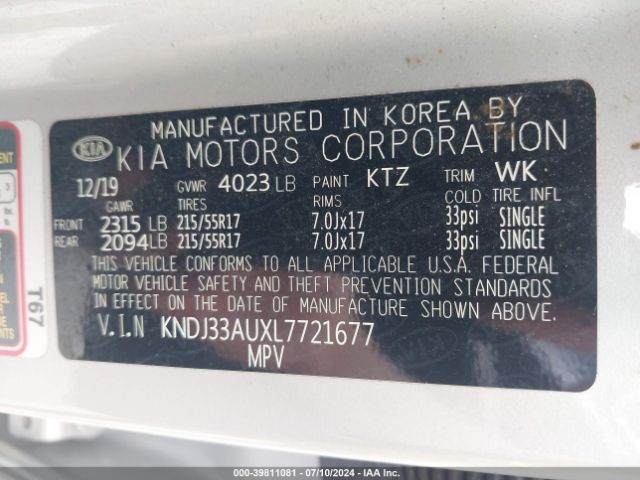 MANUFACTURED IN KOREA BY
KIA KIA MOTORS CORPORATION
12/19 GVWR 4023 LB PAINT KTZ TRIM WK
GAWR TIRES RIMS COLD TIRE INFL
FRONT 2315 LB 215/55R17 7.0Jx17 33psi SINGLE
REAR 2094 LB 215/55R17 7.0Jx17 33psi SINGLE
THIS VEHICLE CONFORMS TO ALL APPLICABLE U.S.A. FEDERAL
MOTOR VEHICLE SAFETY AND THEFT PREVENTION STANDARDS
IN EFFECT ON THE DATE OF MANUFACTURE SHOWN ABOVE.
V.I.N KNDJ33AUXL7721677
MPV
T67
000-39811081 - 07/10/2024 - IAAI.COM